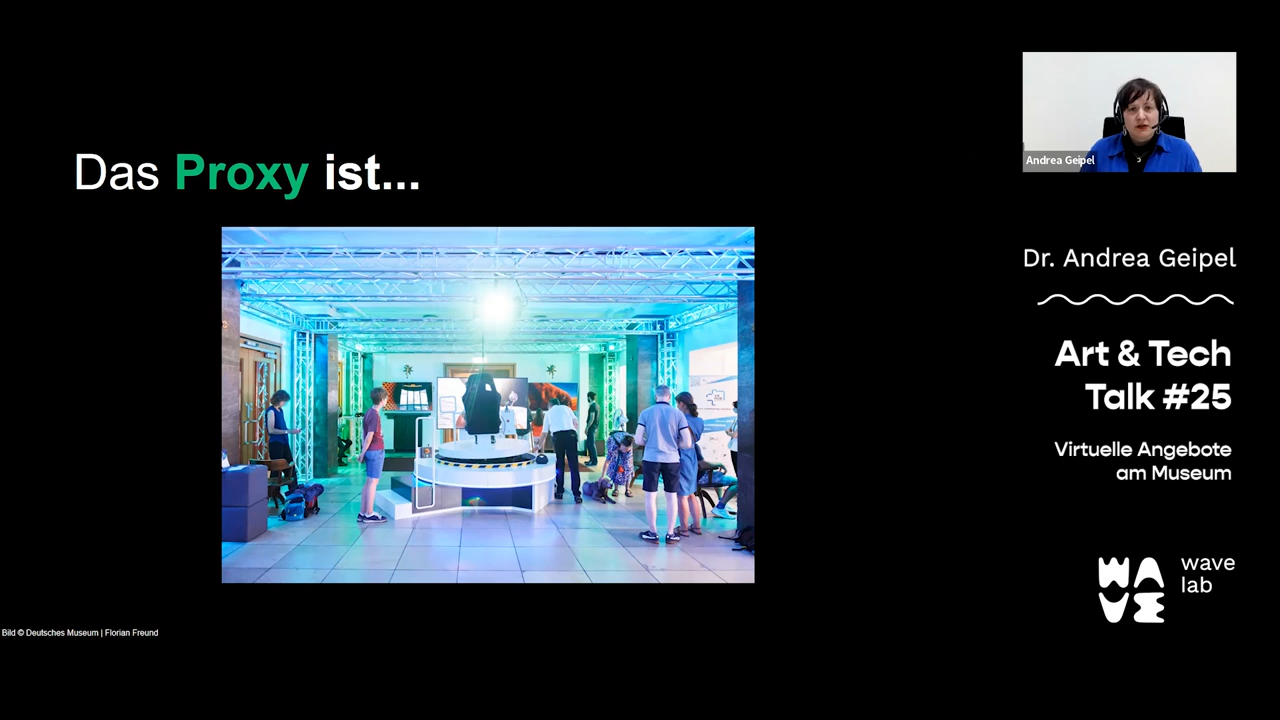 Das Proxy ist...
Andrea Geipel
Dr. Andrea Geipel
Art & Tech
Talk #25
Virtuelle Angebote
am Museum
WAVE
wave
lab
Bild © Deutsches Museum | Florian Freund